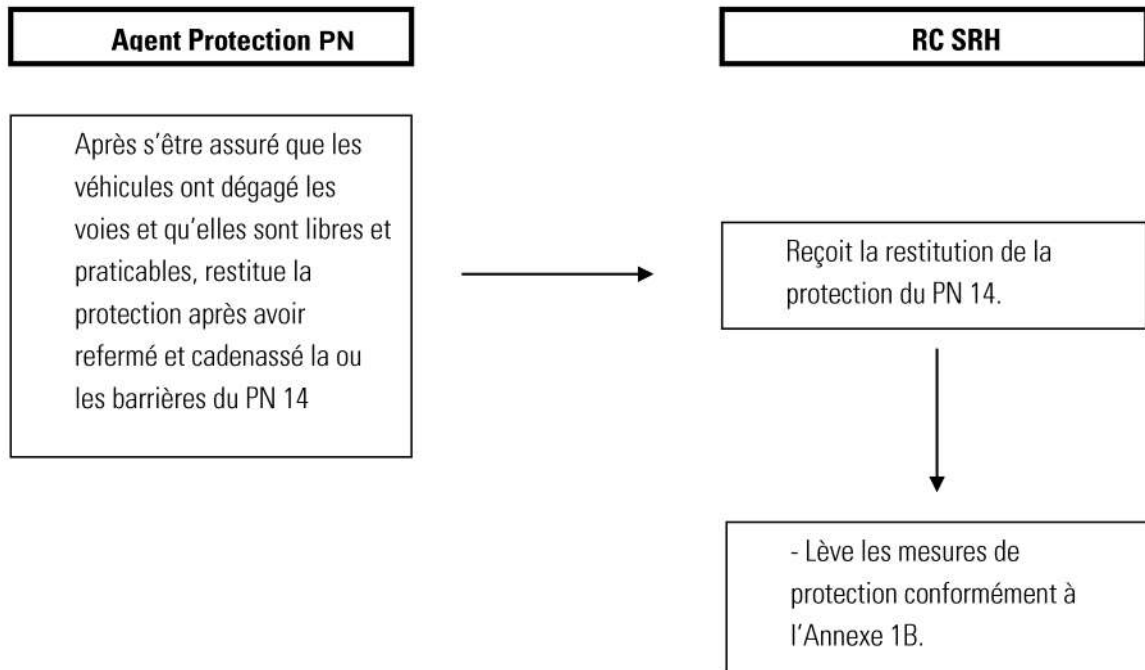 Agent Protection PN
RC SRH
Après s'être assuré que les
véhicules ont dégagé les
voies et qu'elles sont libres et
praticables, restitue la
protection après avoir
refermé et cadenassé la ou
les barrières du PN 14
Reçoit la restitution de la
protection du PN 14.
- Lève les mesures de
protection conformément à
l'Annexe 1B.